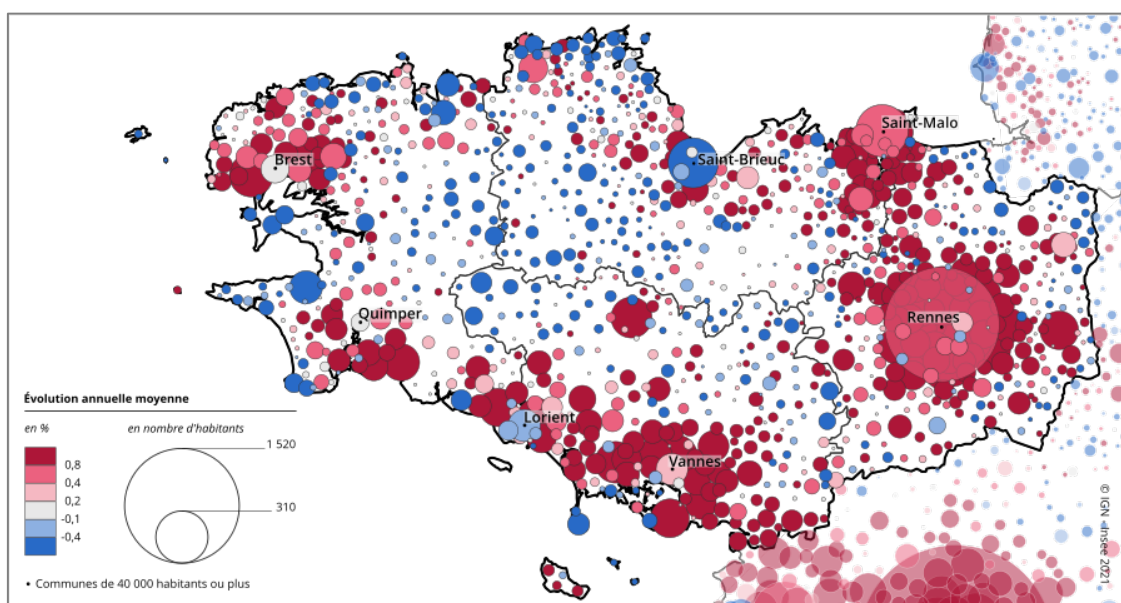 Saint-Malo
Brest
Saint-Brieuc
Quimper
Rennes
Lorient
Vannes
Évolution annuelle moyenne
en %
en nombre d'habitants
1 520
0,8
0,4
310
0,2
-0,1
-0,4
• Communes de 40 000 habitants ou plus
© IGN - Insee 2021